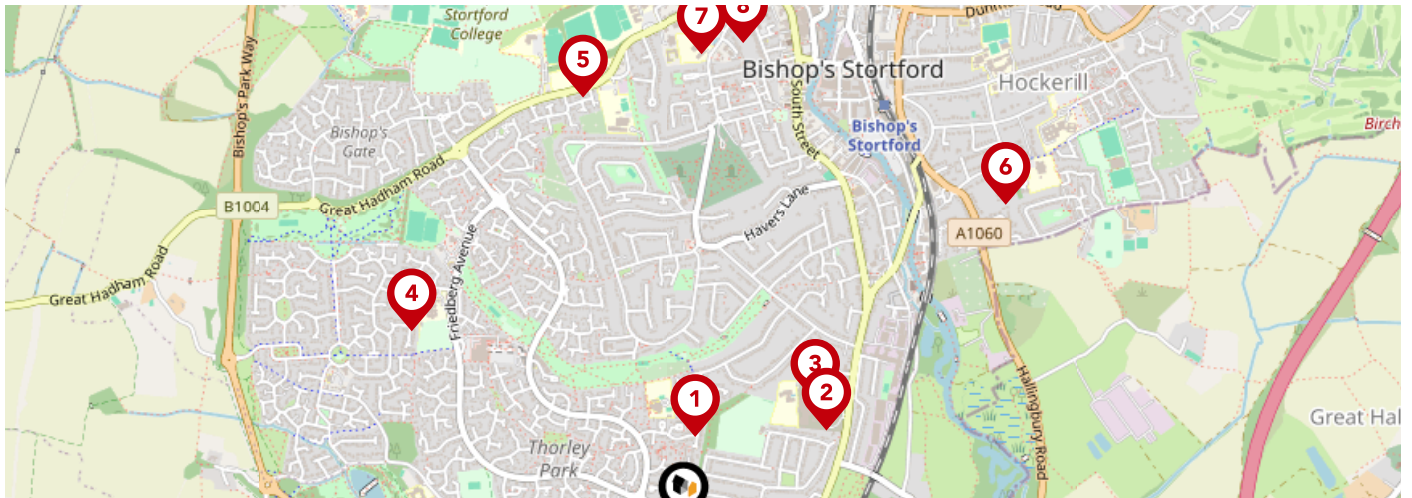 Stortford
College
7
8
5
Bishop's Stortford
Hockerill
Bishop's Park Way
South Street
Bishop's
Stortford
Birch
Bishop's
Gate
Great Hadham Road
6
B1004
Havers Lane
A1060
Great Hadham Road
Friedberg Avenue
4
3
2
1
Hallingbury Road
Great Hal
Thorley
Park